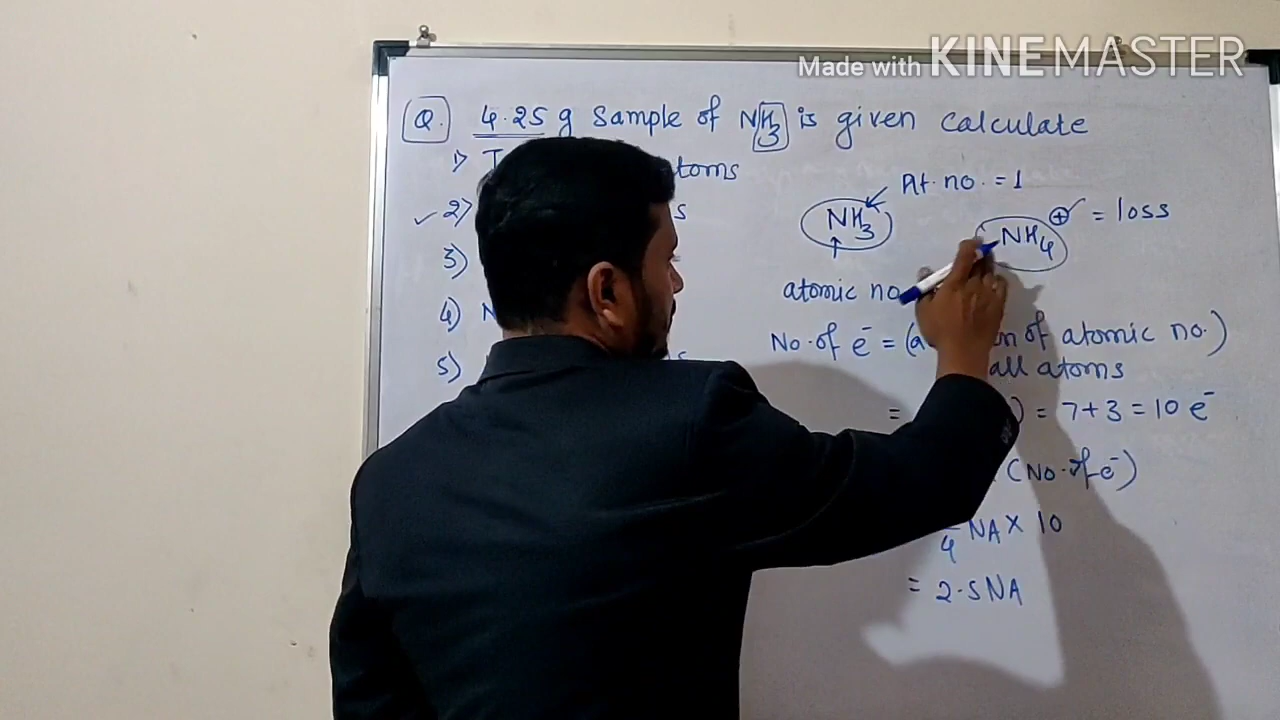 Made with KINEMASTER
Q. 4.25 g Sample of NH3 is given calculate
1) T atoms
✓ 2) s
3)
4) N
5) s
At. no. = 1
NH3
NH4 ⊕ = loss
atomic no
No. of e⁻ = (a on of atomic no.)
all atoms
= ) = 7+3 = 10 e⁻
(No. of e⁻)
4 NA × 10
= 2.5 NA